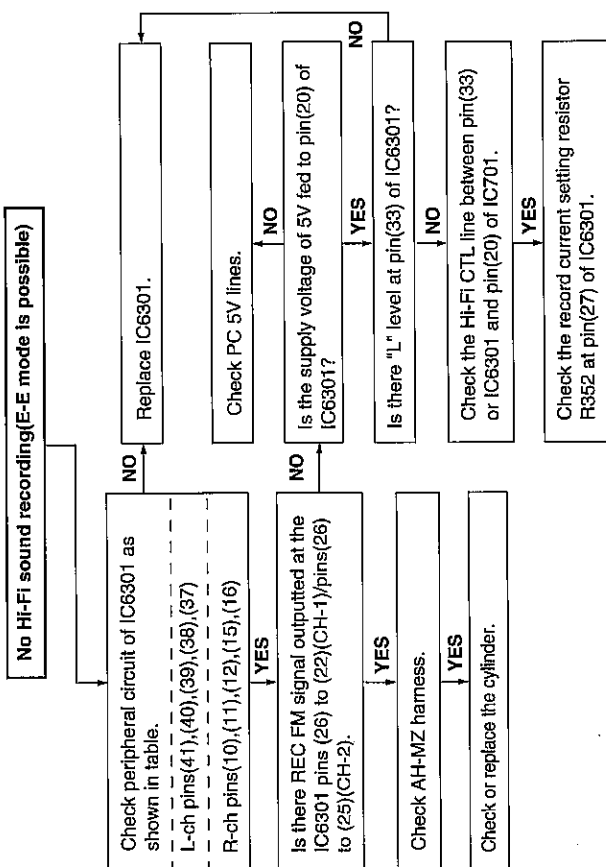 No Hi-Fi sound recording(E-E mode is possible)
Check peripheral circuit of IC6301 as
shown in table.
L-ch pins(41),(40),(39),(38),(37)
R-ch pins(10),(11),(12),(15),(16)
NO
Replace IC6301.
YES
Is there REC FM signal outputted at the
IC6301 pins (26) to (22)(CH-1)/pins(26)
to (25)(CH-2).
NO
YES
Check AH-MZ harness.
YES
Check or replace the cylinder.
Check PC 5V lines.
NO
Is the supply voltage of 5V fed to pin(20) of
IC6301?
YES
Is there "L" level at pin(33) of IC6301?
NO
NO
Check the Hi-Fi CTL line between pin(33)
or IC6301 and pin(20) of IC701.
YES
Check the record current setting resistor
R352 at pin(27) of IC6301.